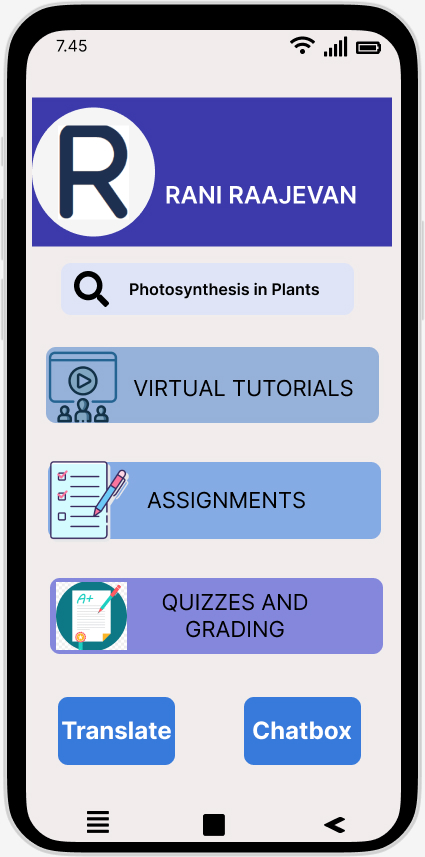 7.45
R
RANI RAAJEVAN
Photosynthesis in Plants
VIRTUAL TUTORIALS
ASSIGNMENTS
A+
QUIZZES AND
GRADING
Translate
Chatbox